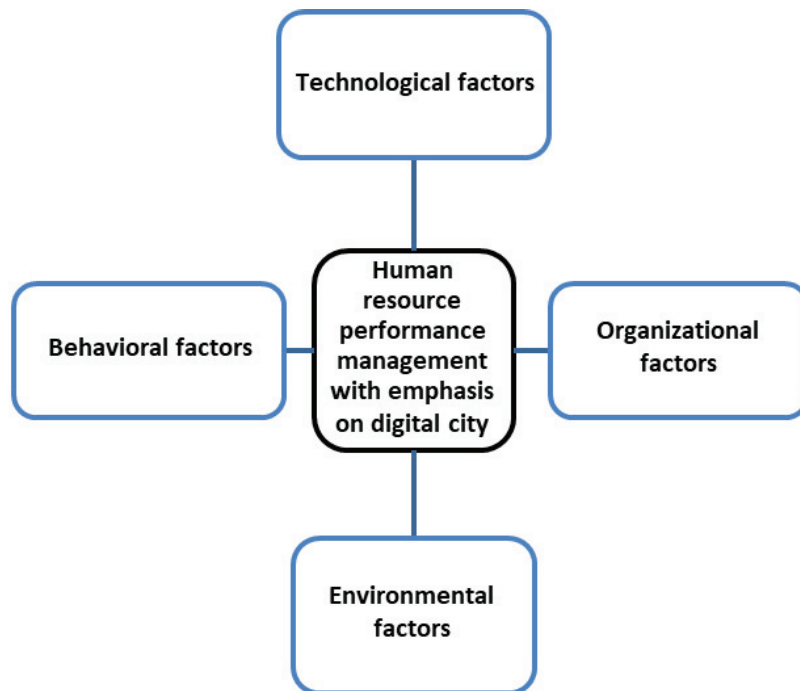 Technological factors
Human
resource
performance
management
with emphasis
on digital city
Behavioral factors
Organizational
factors
Environmental
factors